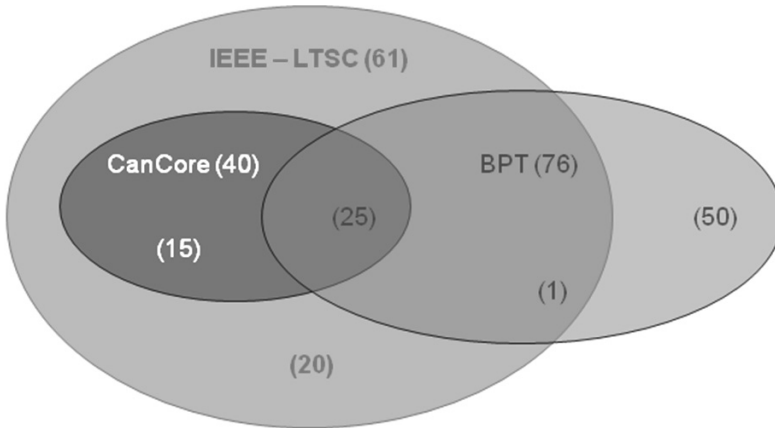 IEEE – LTSC (61)
CanCore (40)
BPT (76)
(25)
(50)
(15)
(1)
(20)